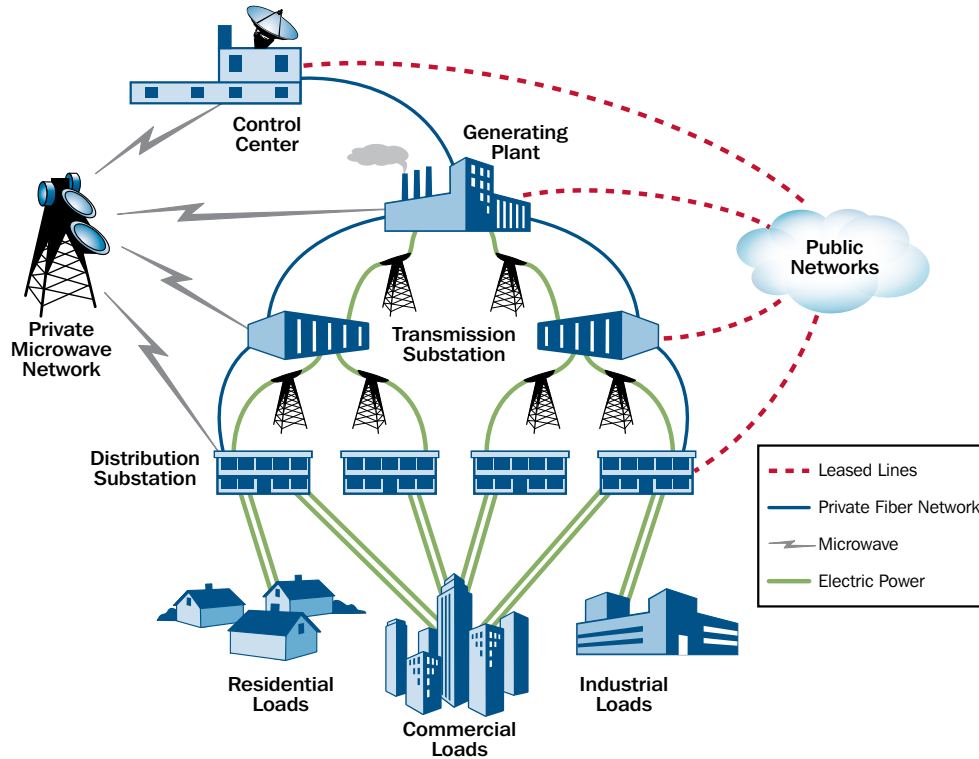 Control
Center
Generating
Plant
Public
Networks
Private
Microwave
Network
Transmission
Substation
Distribution
Substation
Leased Lines
Private Fiber Network
Microwave
Electric Power
Residential
Loads
Commercial
Loads
Industrial
Loads